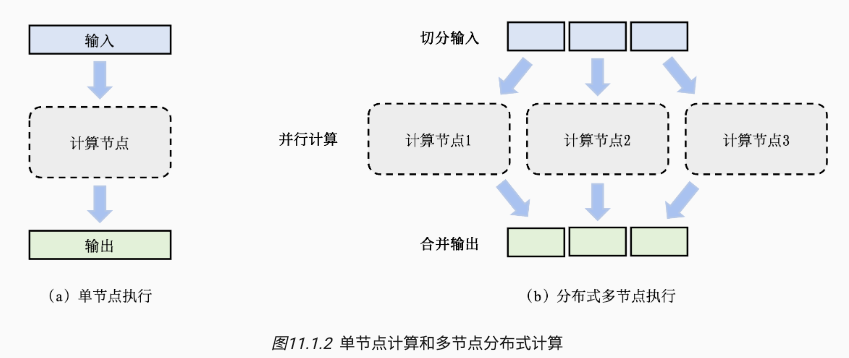 输入
计算节点
输出
（a）单节点执行
切分输入
并行计算
计算节点1
计算节点2
计算节点3
合并输出
（b）分布式多节点执行
图11.1.2 单节点计算和多节点分布式计算